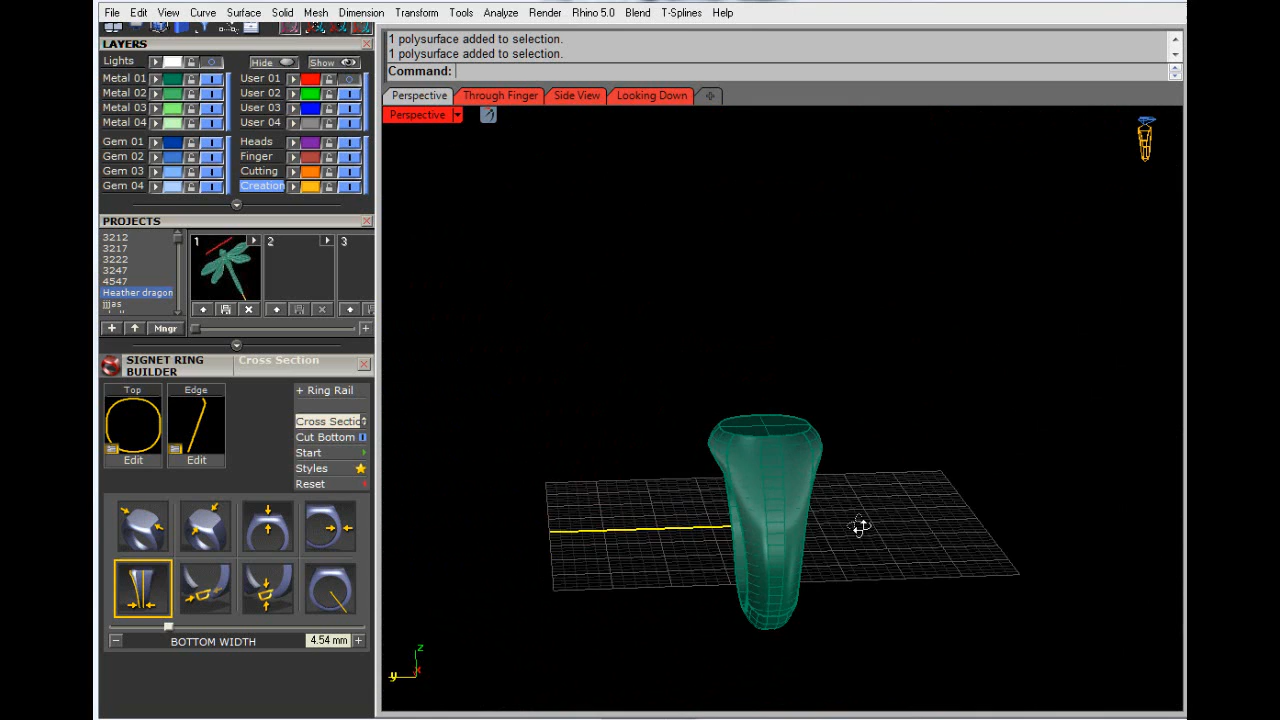 File Edit View Curve Surface Solid Mesh Dimension Transform Tools Analyze Render Rhino 5.0 Blend T-Splines Help
LAYERS
Lights Hide Show
Metal 01 User 01
Metal 02 User 02
Metal 03 User 03
Metal 04 User 04
Gem 01 Heads
Gem 02 Finger
Gem 03 Cutting
Gem 04 Creation
PROJECTS
3212
3217
3222
3247
4547
Heather dragon
jjjas
1 2 3
Mngr
SIGNET RING BUILDER
Cross Section
Top Edge
Edit Edit
+ Ring Rail
Cross Sectic
Cut Bottom
Start
Styles
Reset
BOTTOM WIDTH 4.54 mm
1 polysurface added to selection.
1 polysurface added to selection.
Command:
Perspective Through Finger Side View Looking Down
Perspective
z
y
x